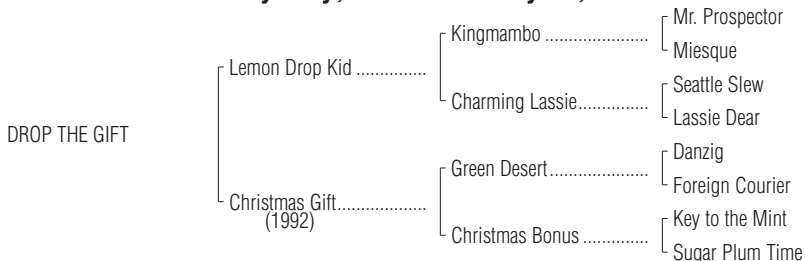 Kingmambo ......................
Mr. Prospector
Miesque
Lemon Drop Kid ...............
Charming Lassie...............
Seattle Slew
Lassie Dear
DROP THE GIFT
Green Desert.....................
Danzig
Foreign Courier
Christmas Gift...................
(1992)
Christmas Bonus ..............
Key to the Mint
Sugar Plum Time